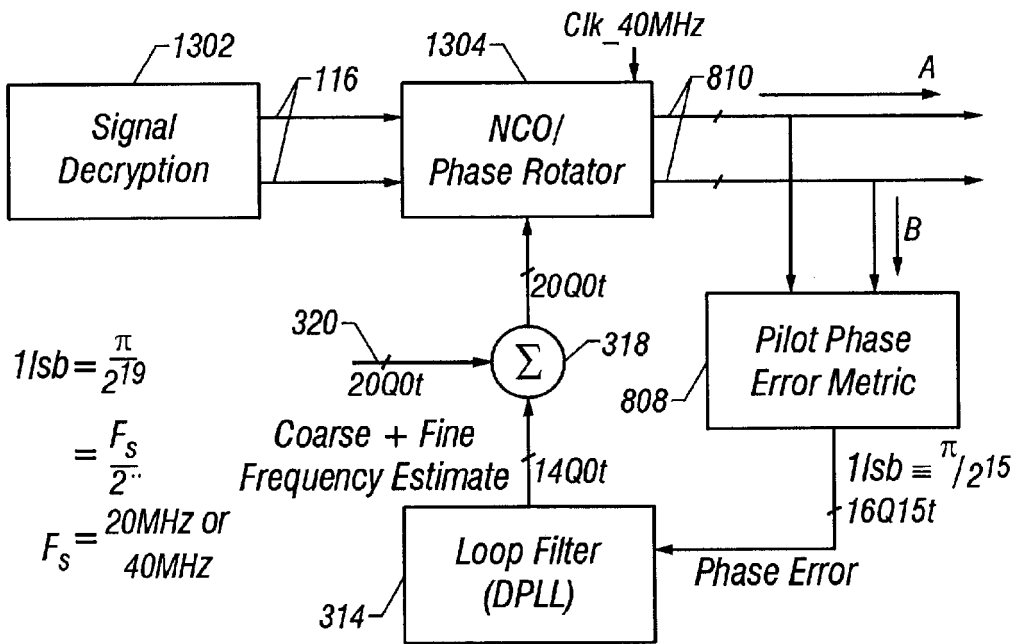 Clk_40MHz
1302
1304
116
810
A
Signal
Decryption
NCO/
Phase Rotator
B
20Q0t
320
Σ
318
20Q0t
Pilot Phase
Error Metric
808
1lsb = π/2^19
= F_s/2^··
F_s = 20MHz or
40MHz
Coarse + Fine
Frequency Estimate
14Q0t
1lsb ≡ π/2^15
16Q15t
Loop Filter
(DPLL)
Phase Error
314